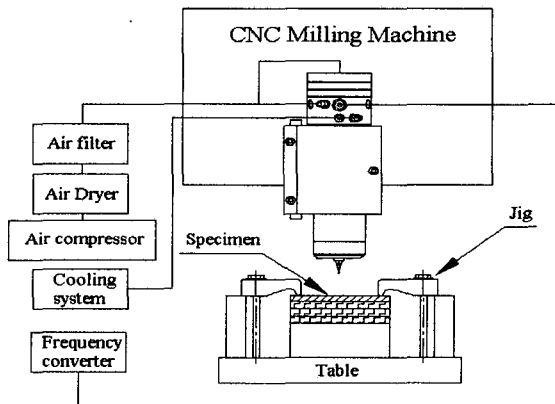 CNC Milling Machine
Air filter
Air Dryer
Air compressor
Cooling
system
Frequency
converter
Specimen
Jig
Table